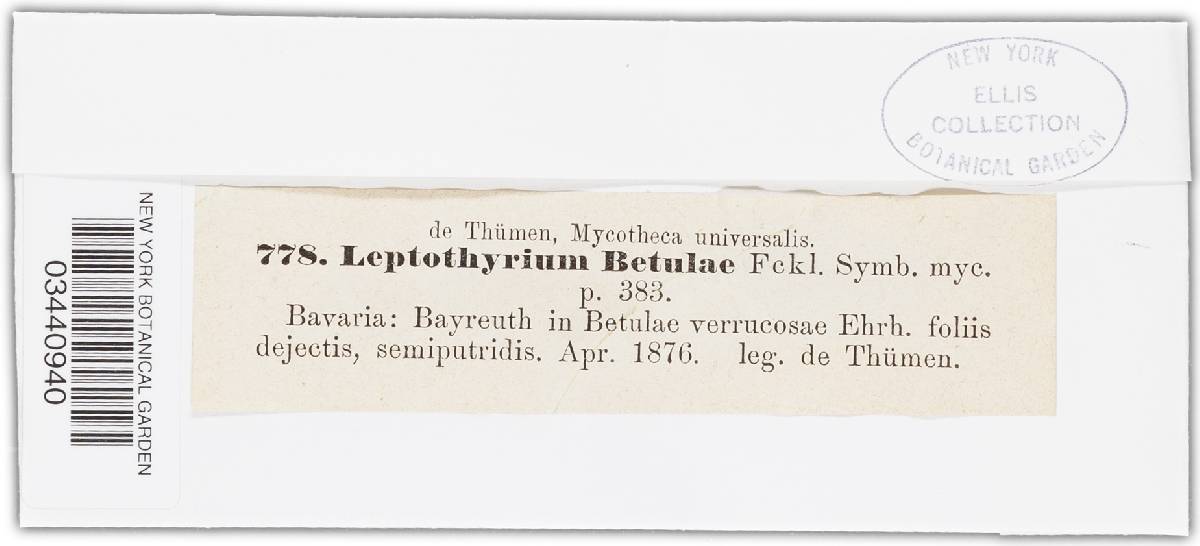 NEW YORK
ELLIS
COLLECTION
BOTANICAL GARDEN
NEW YORK BOTANICAL GARDEN
03440940
de Thümen, Mycotheca universalis.
778. Leptothyrium Betulae Fckl. Symb. myc.
p. 383.
Bavaria: Bayreuth in Betulae verrucosae Ehrh. foliis
dejectis, semiputridis. Apr. 1876. leg. de Thümen.